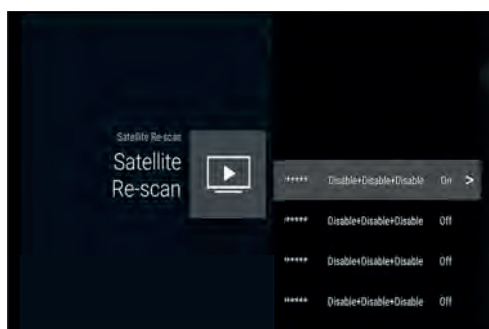 Satellite Re-scan
Satellite
Re-scan
***** Disable+Disable+Disable On >
***** Disable+Disable+Disable Off
***** Disable+Disable+Disable Off
***** Disable+Disable+Disable Off